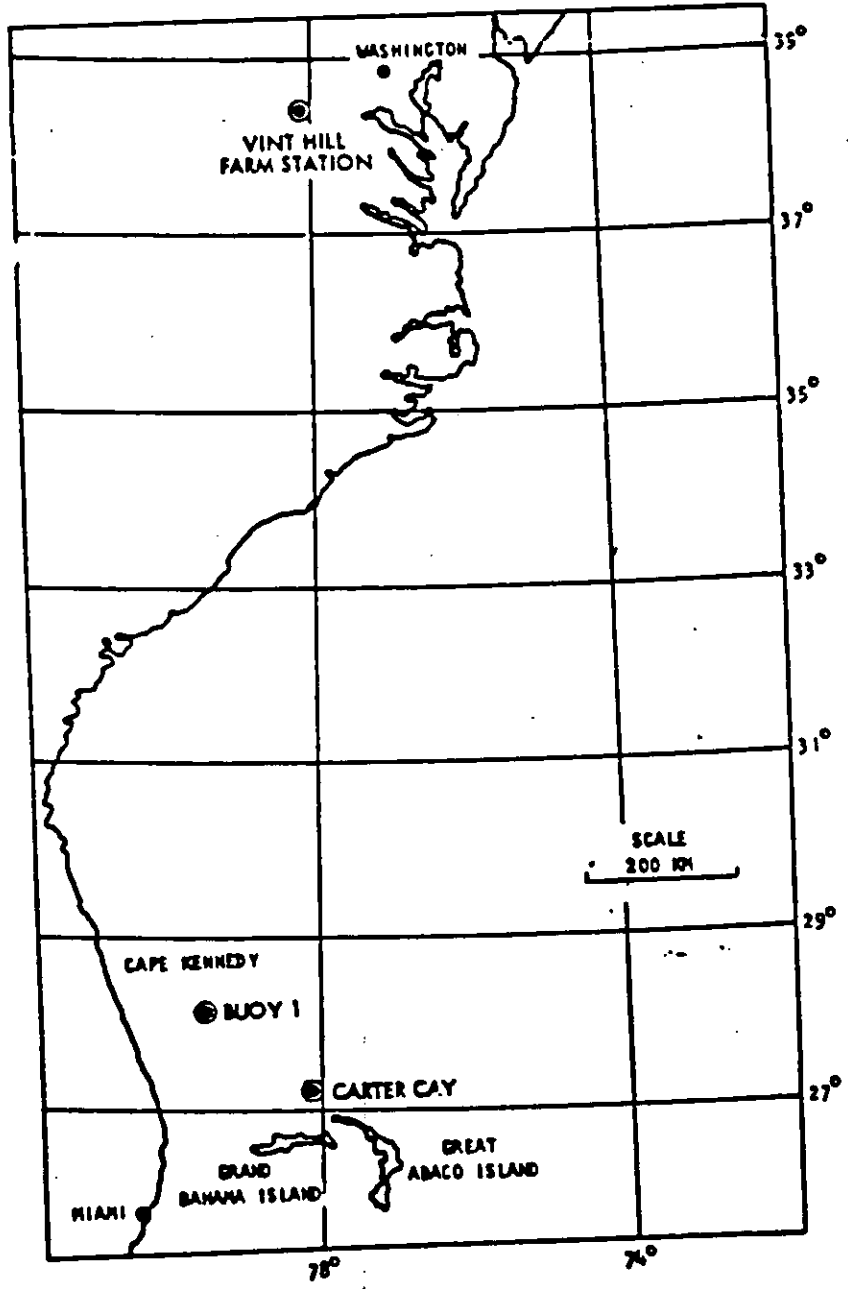 39°
WASHINGTON
VINT HILL
FARM STATION
37°
35°
33°
31°
SCALE
200 KM
29°
CAPE KENNEDY
BUOY 1
CARTER CAY
27°
GRAND
BAHAMA ISLAND
GREAT
ABACO ISLAND
MIAMI
78°
74°